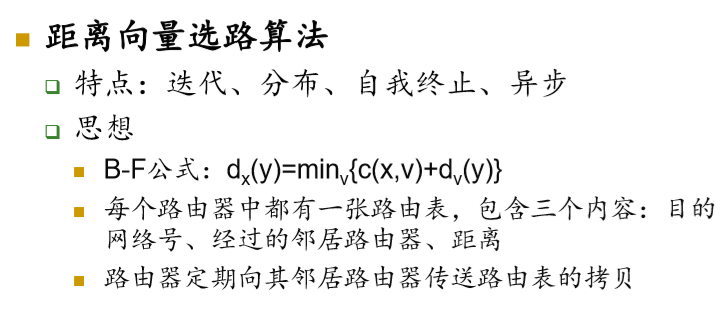 距离向量选路算法
特点：迭代、分布、自我终止、异步
思想
B-F公式：dx(y)=minv{c(x,v)+dv(y)}
每个路由器中都有一张路由表，包含三个内容：目的
网络号、经过的邻居路由器、距离
路由器定期向其邻居路由器传送路由表的拷贝